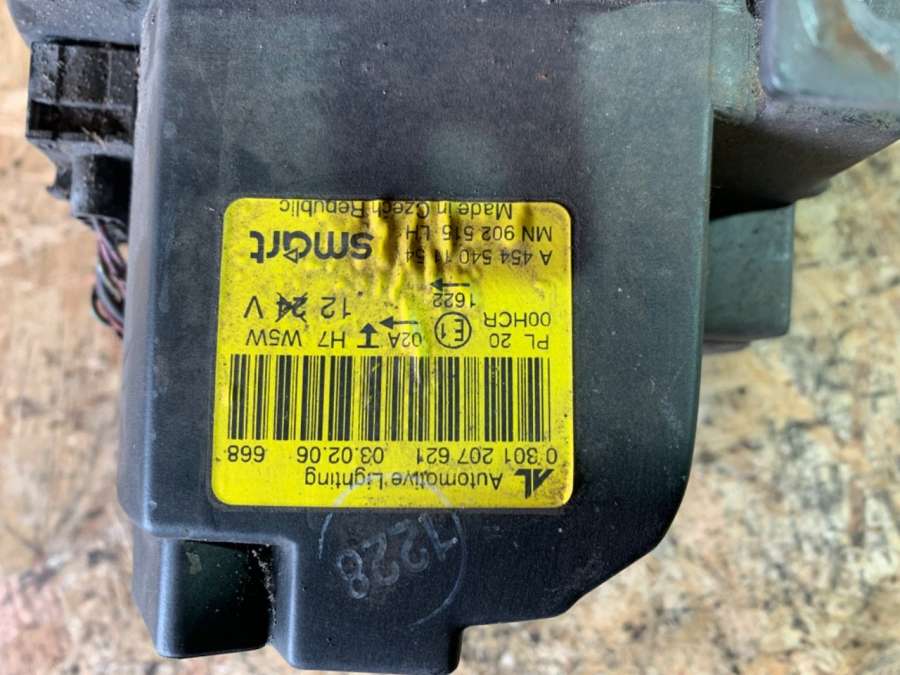 AL Automotive Lighting
0 301 207 621 03.02.06 668
PL 20 02A H7 W5W
00HCR E1 12 24 V
1622
A 454 540 11 54
MN 902 515 LH
smart
Made in Czech Republic
1228